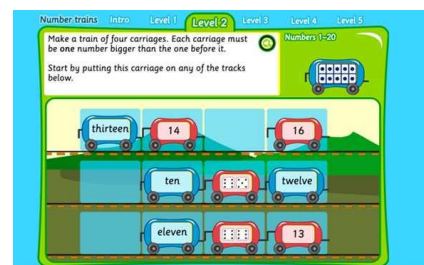 Number trains Intro Level 1 Level 2 Level 3 Level 4 Level 5
Make a train of four carriages. Each carriage must
be one number bigger than the one before it.
Start by putting this carriage on any of the tracks
below.
Numbers 1-20
thirteen 14 16
ten twelve
eleven 13